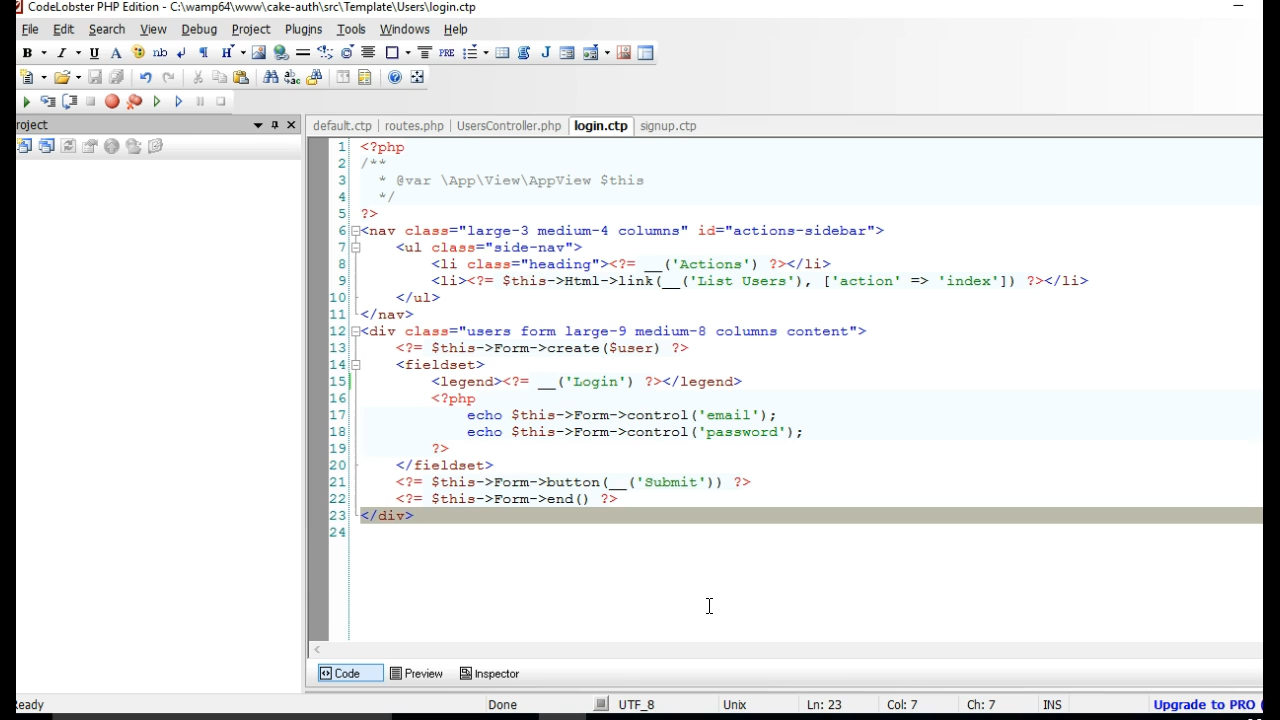 CodeLobster PHP Edition - C:\wamp64\www\cake-auth\src\Template\Users\login.ctp
File Edit Search View Debug Project Plugins Tools Windows Help
B I U A nb ¶ H PRE J
roject
default.ctp routes.php UsersController.php login.ctp signup.ctp
1 <?php
2 /**
3 * @var \App\View\AppView $this
4 */
5 ?>
6 <nav class="large-3 medium-4 columns" id="actions-sidebar">
7 <ul class="side-nav">
8 <li class="heading"><?= __('Actions') ?></li>
9 <li><?= $this->Html->link(__('List Users'), ['action' => 'index']) ?></li>
10 </ul>
11 </nav>
12 <div class="users form large-9 medium-8 columns content">
13 <?= $this->Form->create($user) ?>
14 <fieldset>
15 <legend><?= __('Login') ?></legend>
16 <?php
17 echo $this->Form->control('email');
18 echo $this->Form->control('password');
19 ?>
20 </fieldset>
21 <?= $this->Form->button(__('Submit')) ?>
22 <?= $this->Form->end() ?>
23 </div>
24
Code Preview Inspector
eady Done UTF_8 Unix Ln: 23 Col: 7 Ch: 7 INS Upgrade to PRO (